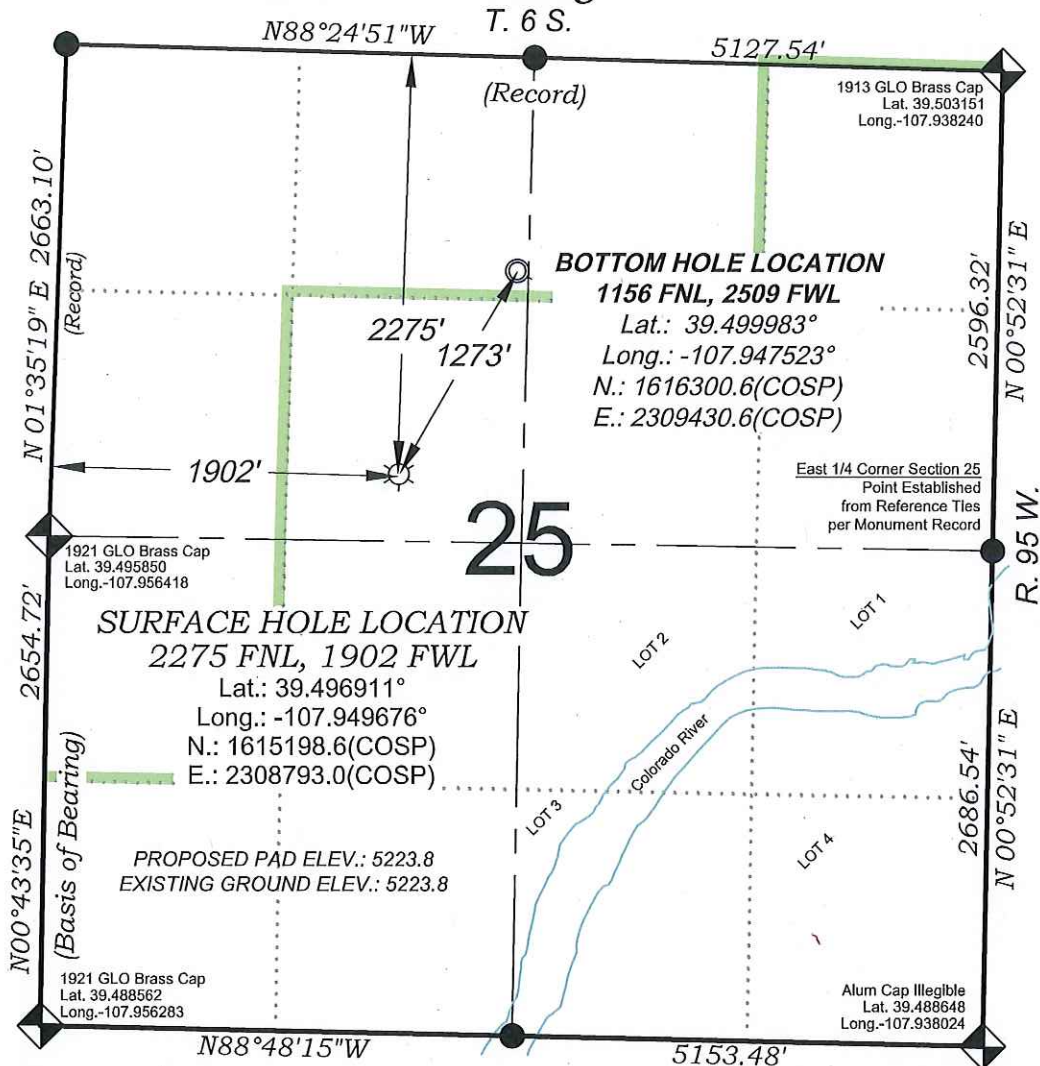 T. 6 S.
N88°24'51"W
5127.54'
(Record)
1913 GLO Brass Cap
Lat. 39.503151
Long.-107.938240
N 01°35'19" E 2663.10'
(Record)
BOTTOM HOLE LOCATION
1156 FNL, 2509 FWL
Lat.: 39.499983°
Long.: -107.947523°
N.: 1616300.6(COSP)
E.: 2309430.6(COSP)
2275'
1273'
2596.32'
N 00°52'31" E
1902'
East 1/4 Corner Section 25
Point Established
from Reference Ties
per Monument Record
R. 95 W.
25
1921 GLO Brass Cap
Lat. 39.495850
Long.-107.956418
2654.72'
SURFACE HOLE LOCATION
2275 FNL, 1902 FWL
Lat.: 39.496911°
Long.: -107.949676°
N.: 1615198.6(COSP)
E.: 2308793.0(COSP)
LOT 1
LOT 2
Colorado River
LOT 3
LOT 4
2686.54'
N 00°52'31" E
N00°43'35"E
(Basis of Bearing)
PROPOSED PAD ELEV.: 5223.8
EXISTING GROUND ELEV.: 5223.8
1921 GLO Brass Cap
Lat. 39.488562
Long.-107.956283
Alum Cap Illegible
Lat. 39.488648
Long.-107.938024
N88°48'15"W
5153.48'